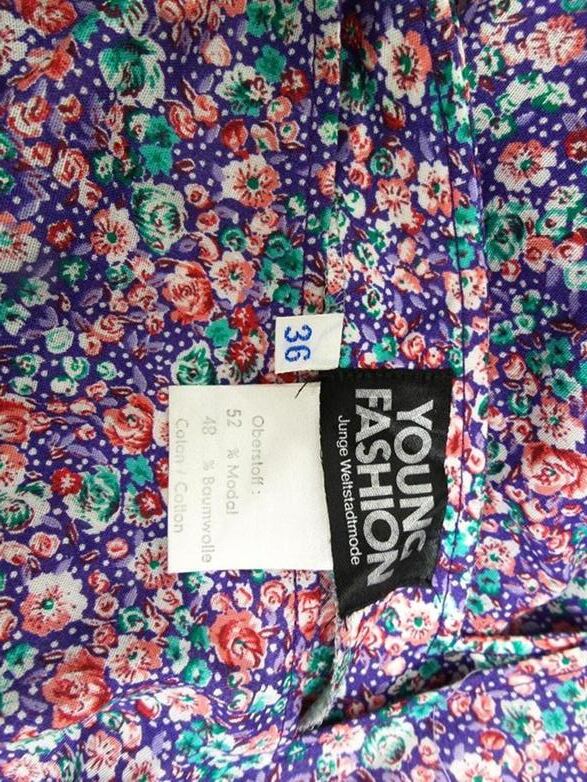 36
YOUNG
FASHION
Junge Weltstadtmode
Oberstoff :
52 % Modal
48 % Baumwolle
Coton / Cotton